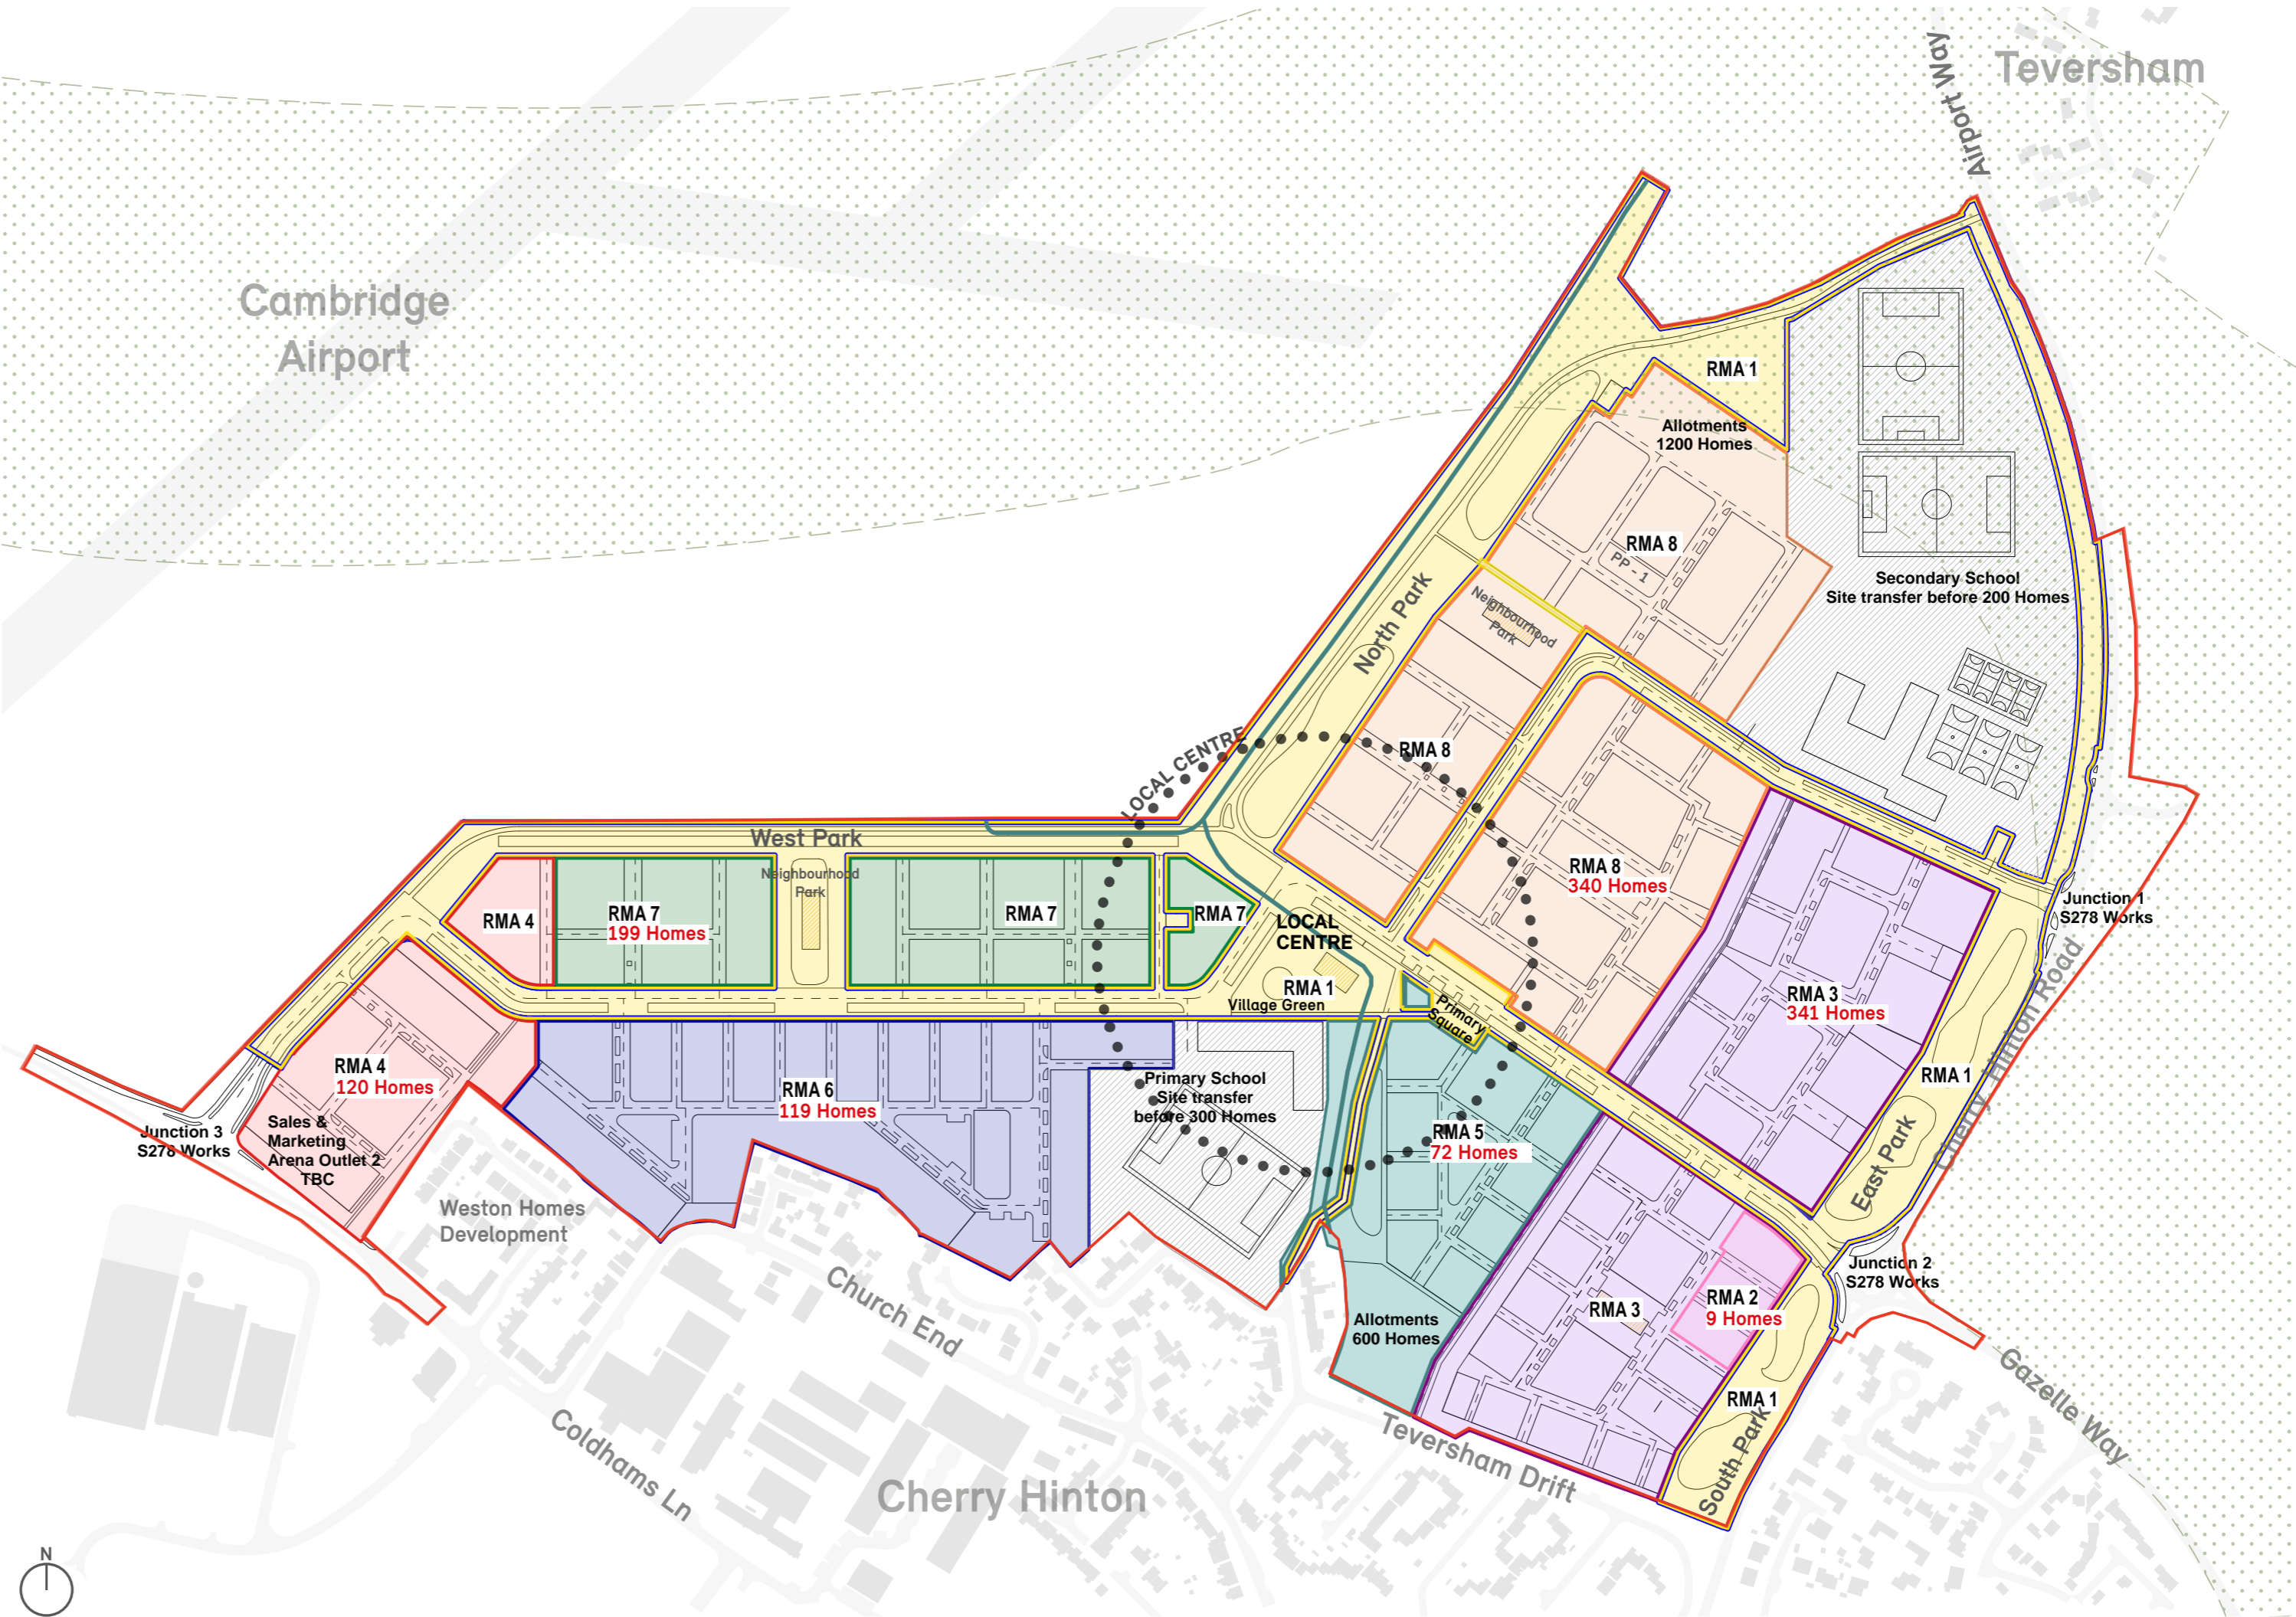 Teversham
Airport Way
Cambridge
Airport
RMA 1
Allotments
1200 Homes
RMA 8
PP - 1
Secondary School
Site transfer before 200 Homes
Neighbourhood
Park
North Park
LOCAL CENTRE
RMA 8
West Park
Neighbourhood
Park
RMA 4
RMA 7
199 Homes
RMA 7
RMA 7
LOCAL
CENTRE
RMA 8
340 Homes
Junction 1
S278 Works
RMA 1
Village Green
Primary
Square
RMA 3
341 Homes
Cherry Hinton Road
RMA 4
120 Homes
RMA 6
119 Homes
Primary School
Site transfer
before 300 Homes
RMA 1
East Park
Junction 3
S278 Works
Sales &
Marketing
Arena Outlet 2
TBC
RMA 5
72 Homes
Weston Homes
Development
Junction 2
S278 Works
Church End
Allotments
600 Homes
RMA 3
RMA 2
9 Homes
Gazelle Way
RMA 1
South Park
Coldhams Ln
Teversham Drift
Cherry Hinton
N